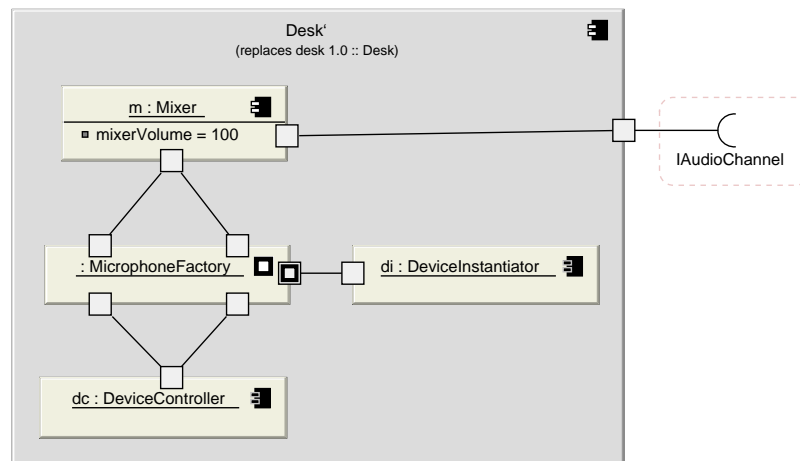 Desk‘
(replaces desk 1.0 :: Desk)
m : Mixer
mixerVolume = 100
IAudioChannel
: MicrophoneFactory
di : DeviceInstantiator
dc : DeviceController